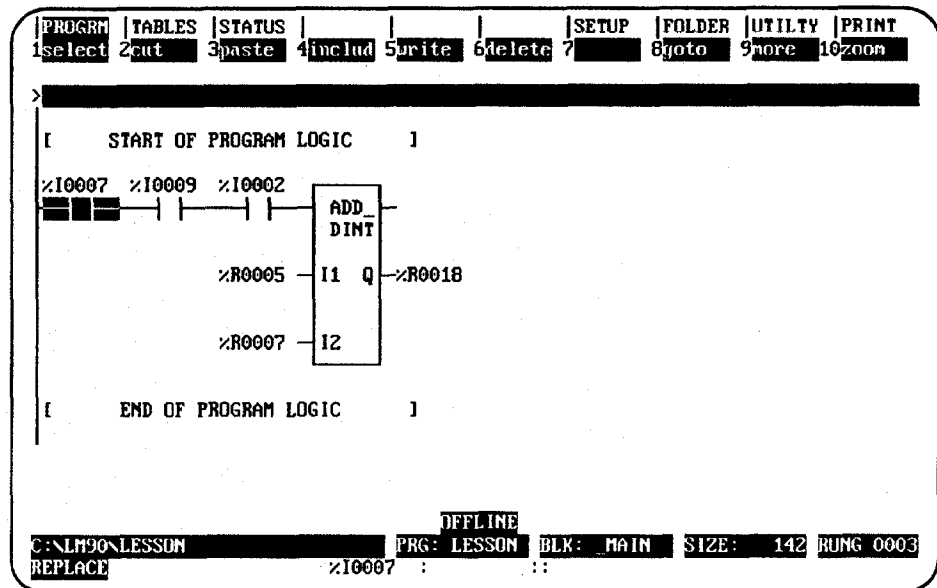 PROGRM |TABLES |STATUS | | | |SETUP |FOLDER |UTILTY |PRINT
1select 2cut 3paste 4includ 5write 6delete 7 8goto 9more 10zoom
>
[ START OF PROGRAM LOGIC ]
%I0007 %I0009 %I0002
ADD_
DINT
%R0005 I1 Q %R0018
%R0007 I2
[ END OF PROGRAM LOGIC ]
OFFLINE
C:\LM90\LESSON PRG: LESSON BLK: _MAIN SIZE: 142 RUNG 0003
REPLACE %I0007 : ::